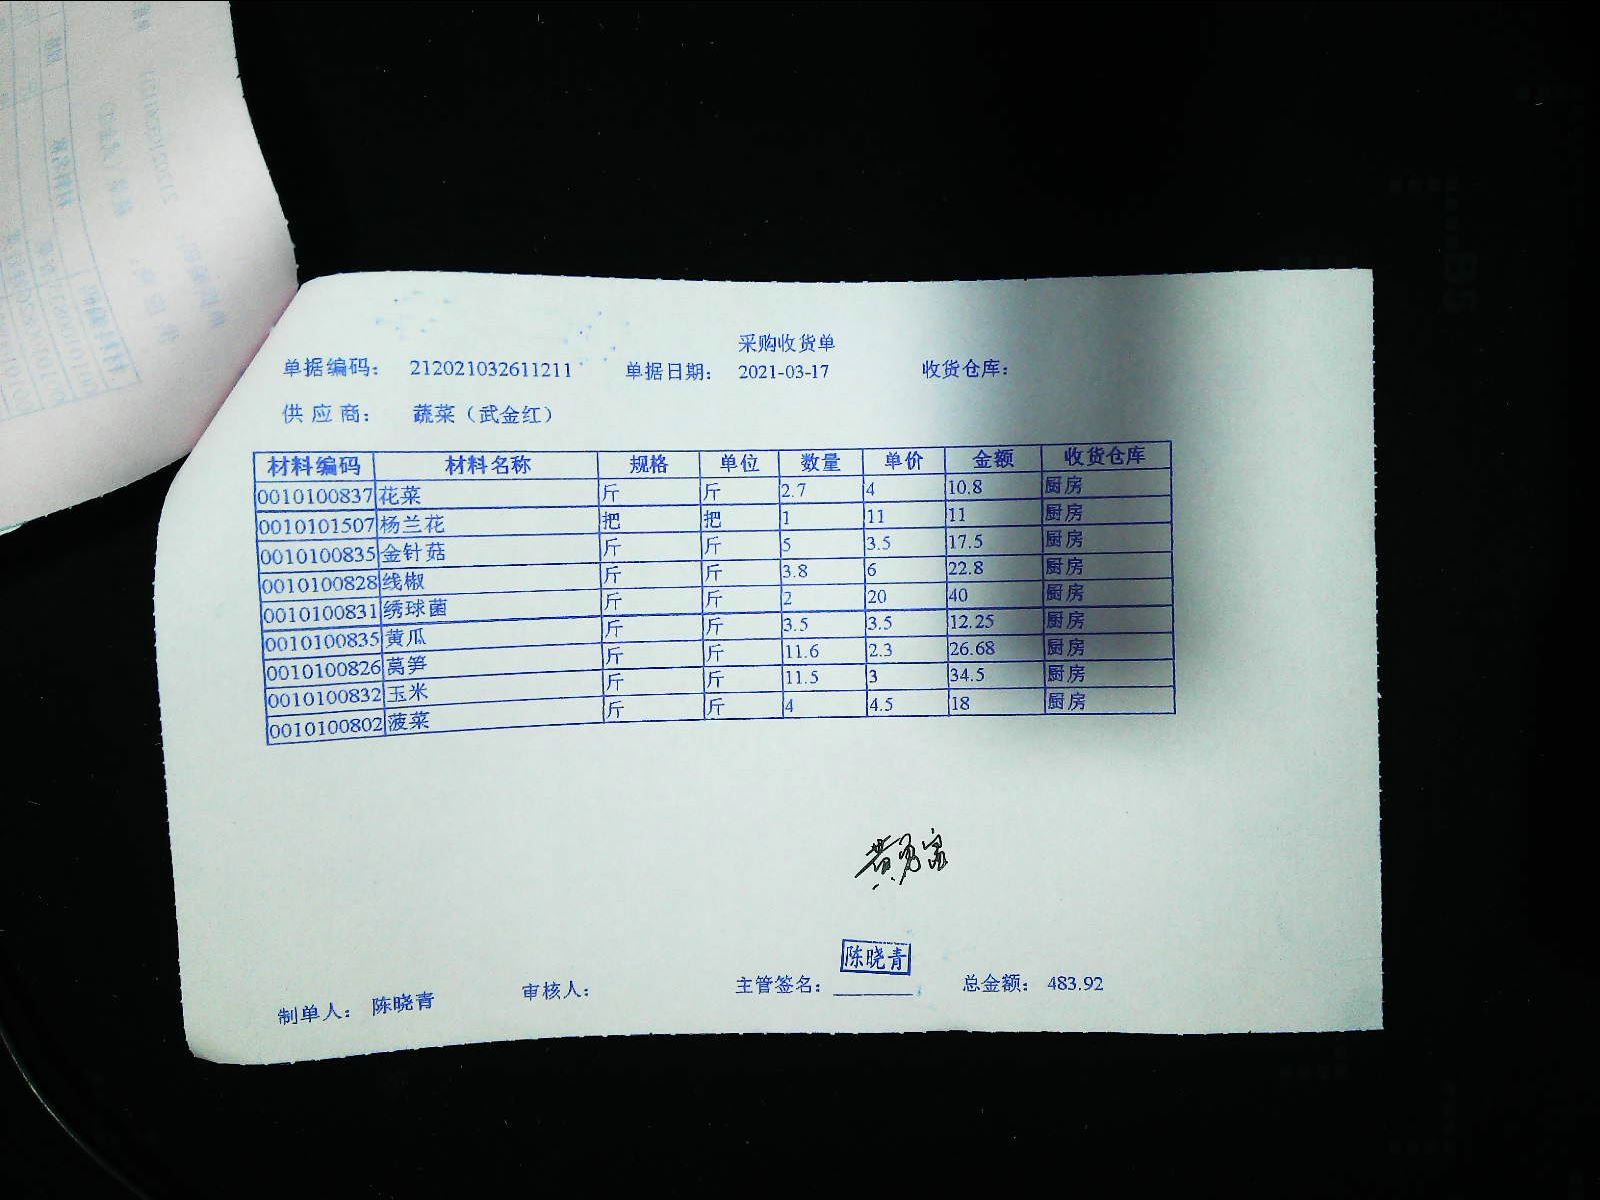 采购收货单
单据编码： 212021032611211 单据日期： 2021-03-17 收货仓库：
供 应 商： 蔬菜（武金红）
材料编码 材料名称 规格 单位 数量 单价 金额 收货仓库
0010100837 花菜 斤 斤 2.7 4 10.8 厨房
0010101507 杨兰花 把 把 1 11 11 厨房
0010100835 金针菇 斤 斤 5 3.5 17.5 厨房
0010100828 线椒 斤 斤 3.8 6 22.8 厨房
0010100831 绣球菌 斤 斤 2 20 40 厨房
0010100835 黄瓜 斤 斤 3.5 3.5 12.25 厨房
0010100826 莴笋 斤 斤 11.6 2.3 26.68 厨房
0010100832 玉米 斤 斤 11.5 3 34.5 厨房
0010100802 菠菜 斤 斤 4 4.5 18 厨房
陈晓青
制单人： 陈晓青 审核人： 主管签名： 总金额： 483.92